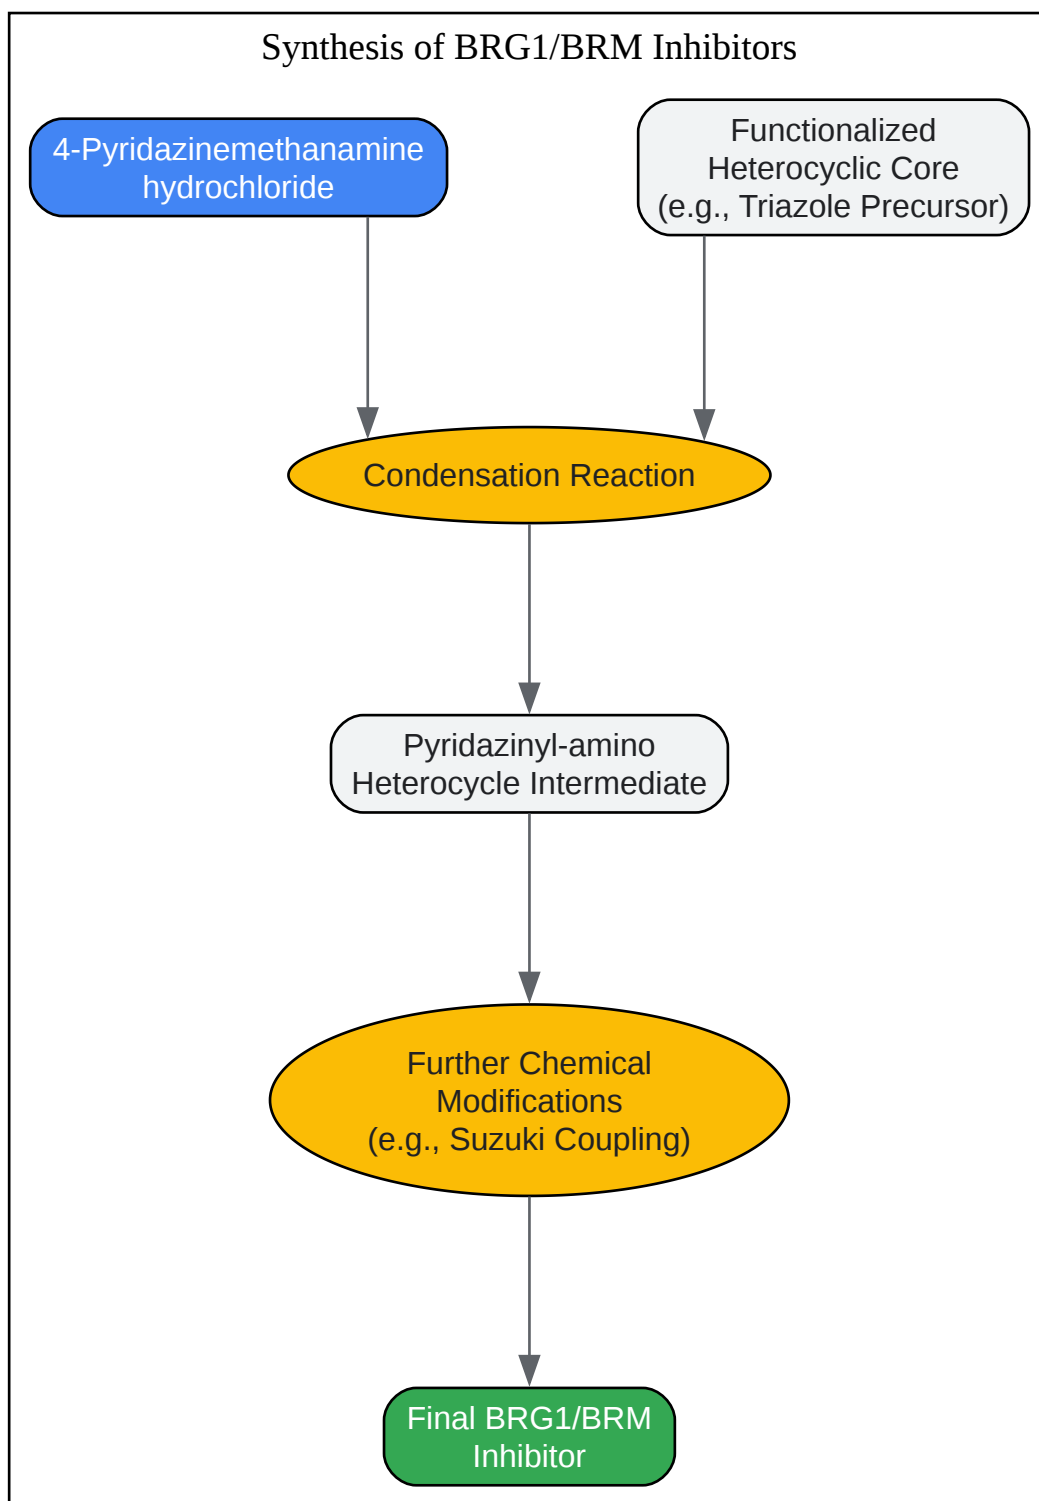 Synthesis of BRG1/BRM Inhibitors
4-Pyridazinemethanamine
hydrochloride
Functionalized
Heterocyclic Core
(e.g., Triazole Precursor)
Condensation Reaction
Pyridazinyl-amino
Heterocycle Intermediate
Further Chemical
Modifications
(e.g., Suzuki Coupling)
Final BRG1/BRM
Inhibitor